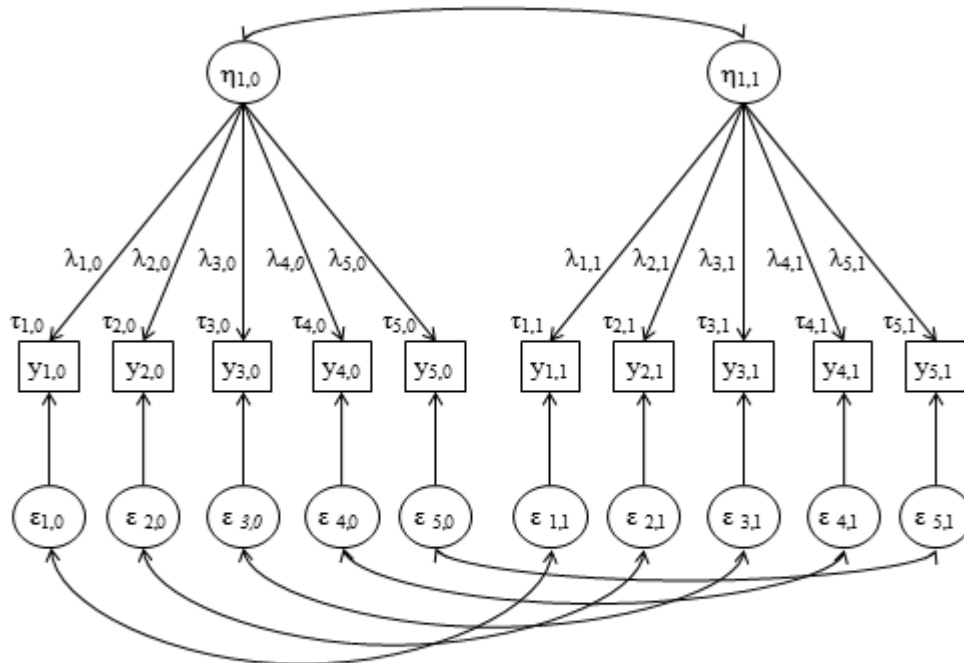 η1,0 η1,1
λ1,0 λ2,0 λ3,0 λ4,0 λ5,0 λ1,1 λ2,1 λ3,1 λ4,1 λ5,1
τ1,0 τ2,0 τ3,0 τ4,0 τ5,0 τ1,1 τ2,1 τ3,1 τ4,1 τ5,1
y1,0 y2,0 y3,0 y4,0 y5,0 y1,1 y2,1 y3,1 y4,1 y5,1
ε1,0 ε 2,0 ε 3,0 ε 4,0 ε 5,0 ε 1,1 ε 2,1 ε 3,1 ε 4,1 ε 5,1